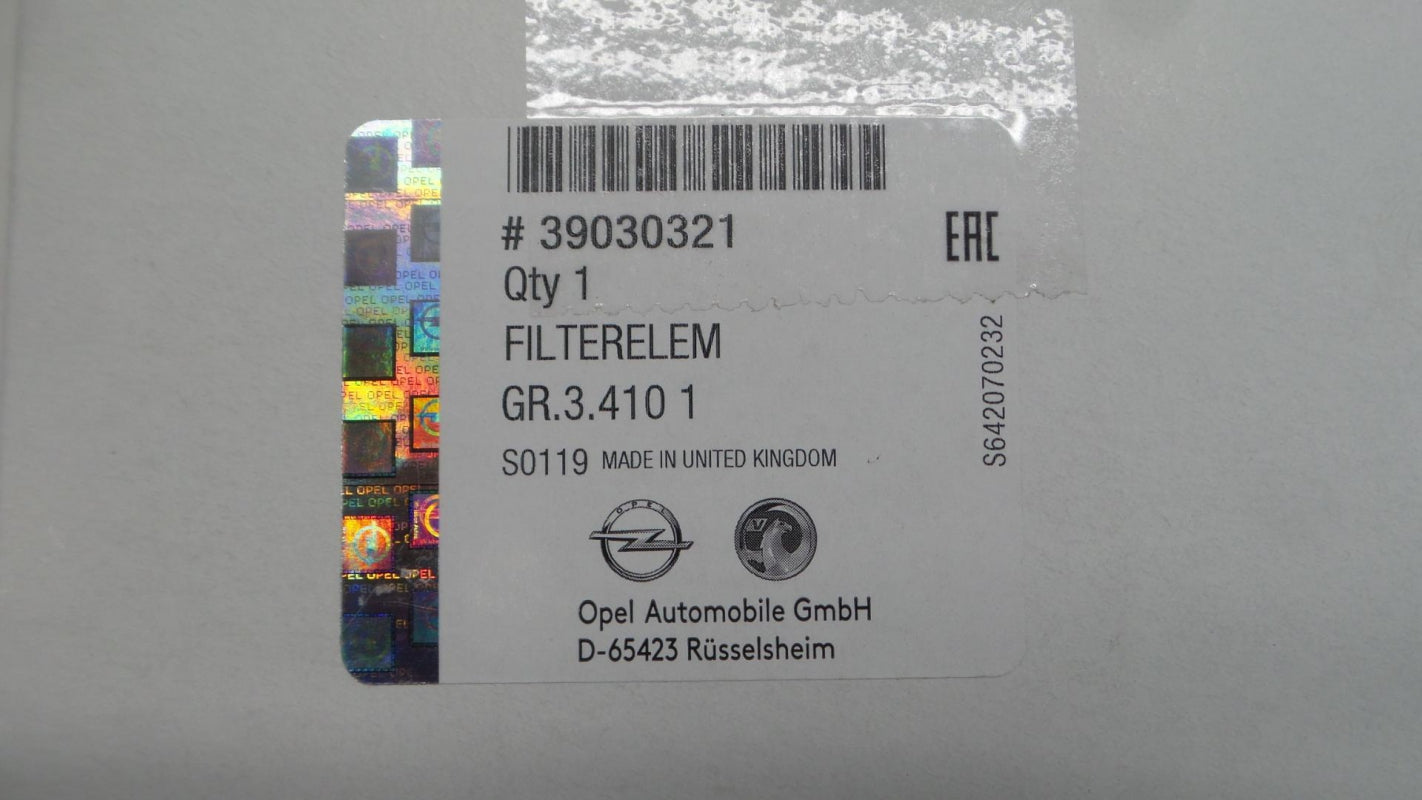 # 39030321
EAC
Qty 1
FILTERELEM
GR.3.410 1
S0119 MADE IN UNITED KINGDOM
S642070232
OPEL
V
Opel Automobile GmbH
D-65423 Rüsselsheim